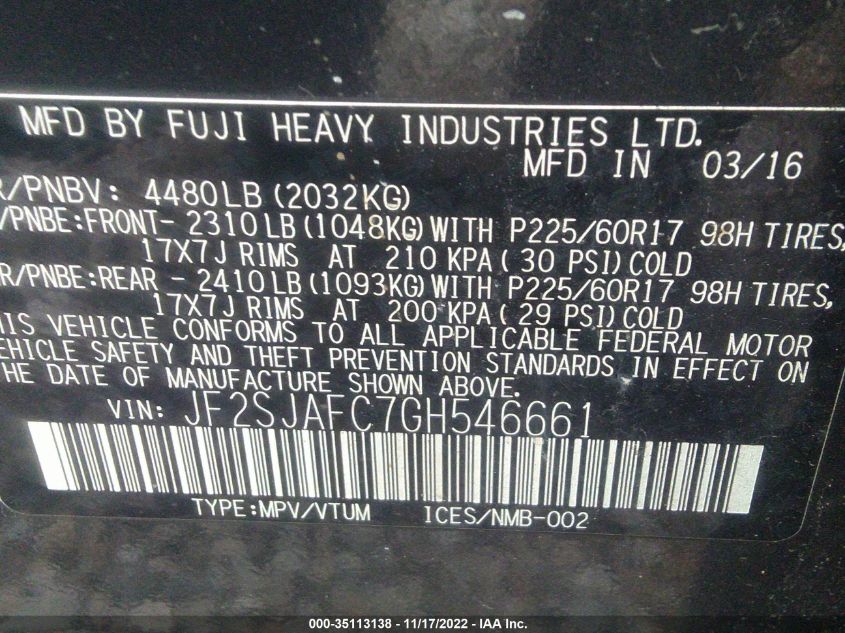 MFD BY FUJI HEAVY INDUSTRIES LTD.
MFD IN 03/16
R/PNBV: 4480LB (2032KG)
/PNBE:FRONT- 2310LB (1048KG) WITH P225/60R17 98H TIRES,
17X7J RIMS AT 210 KPA( 30 PSI) COLD
R/PNBE:REAR - 2410LB (1093KG) WITH P225/60R17 98H TIRES,
17X7J RIMS AT 200 KPA( 29 PSI) COLD
HIS VEHICLE CONFORMS TO ALL APPLICABLE FEDERAL MOTOR
EHICLE SAFETY AND THEFT PREVENTION STANDARDS IN EFFECT ON
HE DATE OF MANUFACTURE SHOWN ABOVE.
VIN: JF2SJAFC7GH546661
TYPE:MPV/VTUM ICES/NMB-002
000-35113138 - 11/17/2022 - IAA Inc.